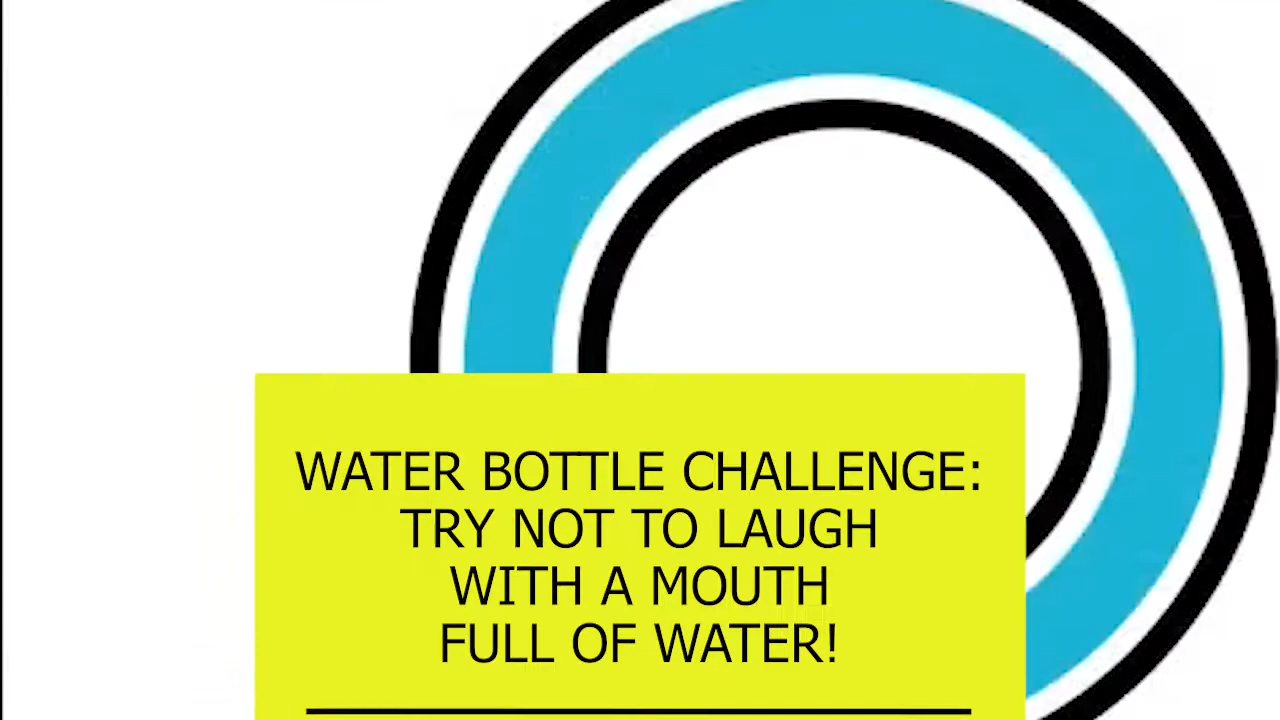 WATER BOTTLE CHALLENGE:
TRY NOT TO LAUGH
WITH A MOUTH
FULL OF WATER!